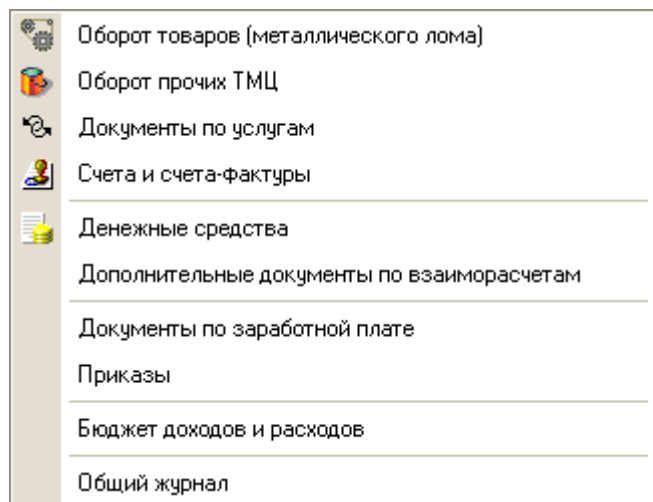 Оборот товаров (металлического лома)
Оборот прочих ТМЦ
Документы по услугам
Счета и счета-фактуры
Денежные средства
Дополнительные документы по взаиморасчетам
Документы по заработной плате
Приказы
Бюджет доходов и расходов
Общий журнал